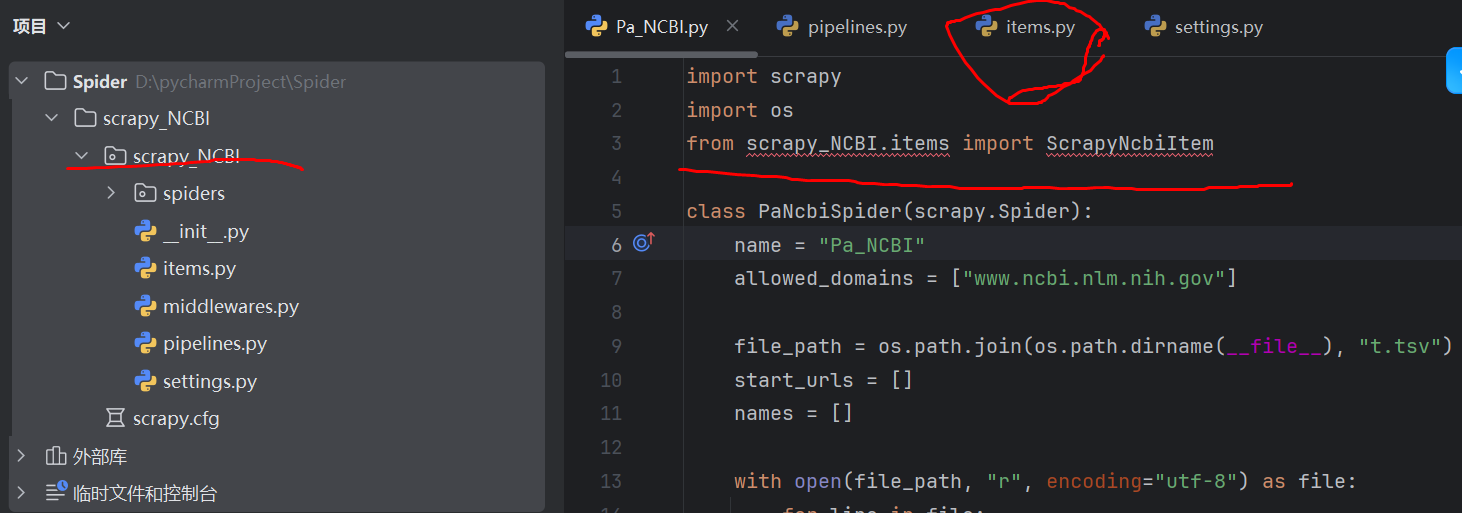 项目
Spider D:\pycharmProject\Spider
scrapy_NCBI
scrapy_NCBI
spiders
__init__.py
items.py
middlewares.py
pipelines.py
settings.py
scrapy.cfg
外部库
临时文件和控制台
Pa_NCBI.py pipelines.py items.py settings.py
1 import scrapy
2 import os
3 from scrapy_NCBI.items import ScrapyNcbiItem
4
5 class PaNcbiSpider(scrapy.Spider):
6 name = "Pa_NCBI"
7 allowed_domains = ["www.ncbi.nlm.nih.gov"]
8
9 file_path = os.path.join(os.path.dirname(__file__), "t.tsv")
10 start_urls = []
11 names = []
12
13 with open(file_path, "r", encoding="utf-8") as file:
14 for line in file: